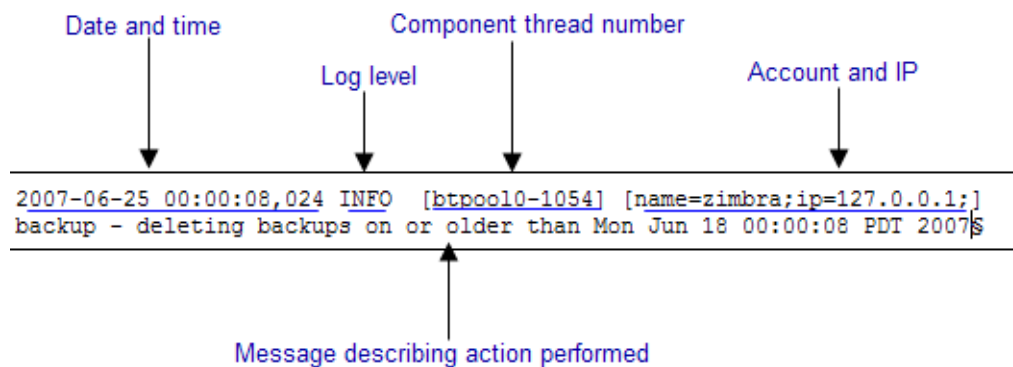 Date and time
Component thread number
Log level
Account and IP
2007-06-25 00:00:08,024 INFO  [btpool0-1054] [name=zimbra;ip=127.0.0.1;]
backup - deleting backups on or older than Mon Jun 18 00:00:08 PDT 2007§
Message describing action performed